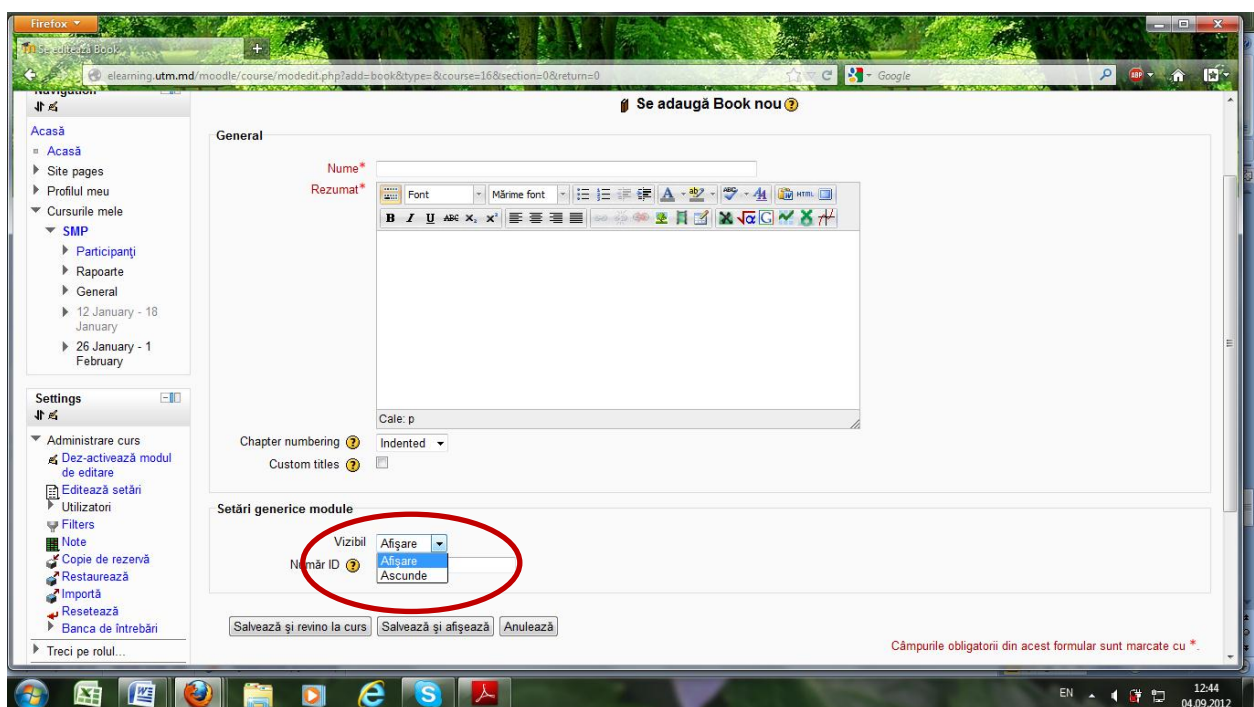 Firefox
Se editează Book
elearning.utm.md/moodle/course/modedit.php?add=book&type=&course=16&section=0&return=0
Google
ABP
Navigation
Se adaugă Book nou
Acasă
Acasă
Site pages
Profilul meu
Cursurile mele
SMP
Participanţi
Rapoarte
General
12 January - 18
January
26 January - 1
February
Settings
Administrare curs
Dez-activează modul
de editare
Editează setări
Utilizatori
Filters
Note
Copie de rezervă
Restaurează
Importă
Resetează
Banca de întrebări
Treci pe rolul...
General
Nume*
Rezumat*
Font
Mărime font
HTML
B I U ABC x₂ x²
Cale: p
Chapter numbering
Indented
Custom titles
Setări generice module
Vizibil
Afişare
Afişare
Ascunde
Număr ID
Salvează şi revino la curs
Salvează şi afişează
Anulează
Câmpurile obligatorii din acest formular sunt marcate cu *.
EN
12:44
04.09.2012